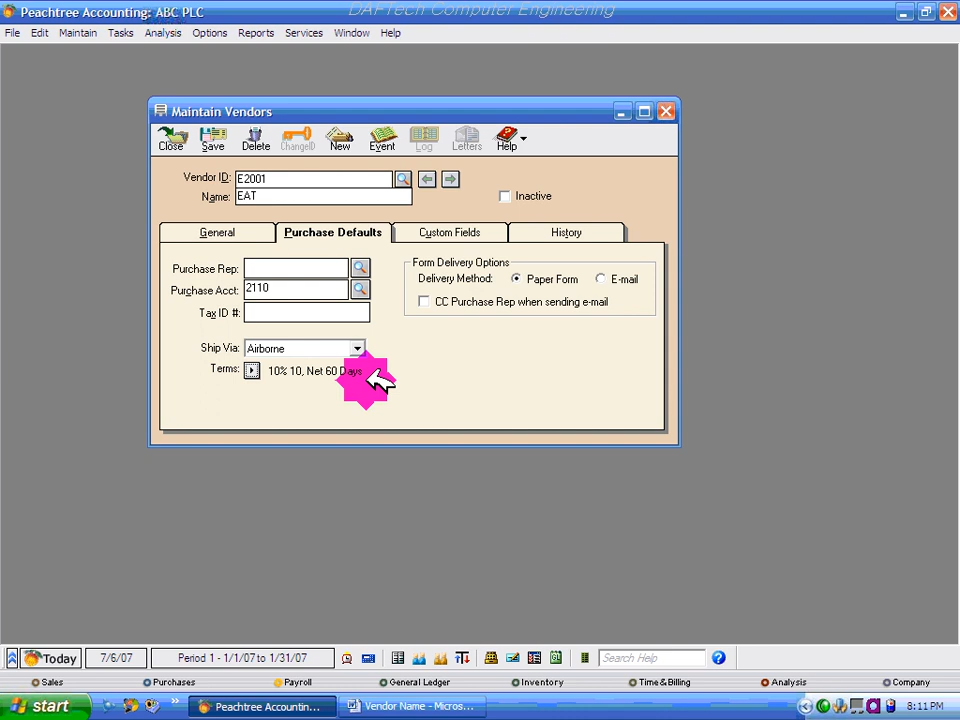 DAFTech Computer Engineering
Peachtree Accounting: ABC PLC
File Edit Maintain Tasks Analysis Options Reports Services Window Help
Maintain Vendors
Close Save Delete ChangeID New Event Log Letters Help
Vendor ID: E2001
Name: EAT
Inactive
General Purchase Defaults Custom Fields History
Purchase Rep:
Purchase Acct: 2110
Tax ID #:
Form Delivery Options
Delivery Method: Paper Form E-mail
CC Purchase Rep when sending e-mail
Ship Via: Airborne
Terms: 10% 10, Net 60 Days
Today 7/6/07 Period 1 - 1/1/07 to 1/31/07 Search Help
Sales Purchases Payroll General Ledger Inventory Time & Billing Analysis Company
start Peachtree Accountin... Vendor Name - Micros... 8:11 PM